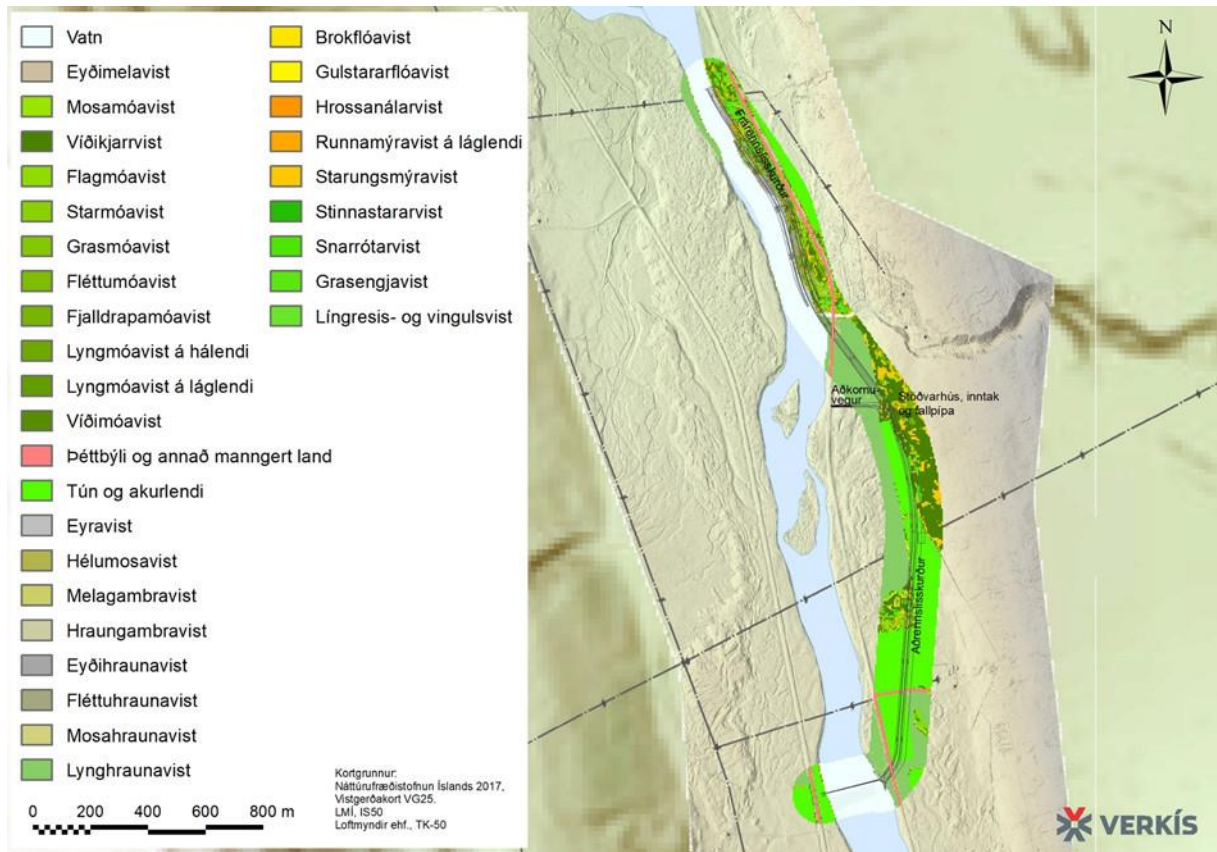 Vatn
Eyðimelavist
Mosamóavist
Víðikjarrvist
Flagmóavist
Starmóavist
Grasmóavist
Fléttumóavist
Fjalldrapamóavist
Lyngmóavist á hálendi
Lyngmóavist á láglendi
Víðimóavist
Þéttbýli og annað manngert land
Tún og akurlendi
Eyravist
Hélumosavist
Melagambravist
Hraungambravist
Eyðihraunavist
Fléttuhraunavist
Mosahraunavist
Lynghraunavist
Brokflóavist
Gulstararflóavist
Hrossanálarvist
Runnamýravist á láglendi
Starungsmýravist
Stinnastararvist
Snarrótarvist
Grasengjavist
Língresis- og vingulsvist
0 200 400 600 800 m
Kortgrunnur:
Náttúrufræðistofnun Íslands 2017,
Vistgerðakort VG25.
LMÍ, IS50
Loftmyndir ehf., TK-50
N
Frárennslisskurður
Aðkomu-
vegur
Stöðvarhús, inntak
og fallpípa
Aðrennslisskurður
VERKÍS